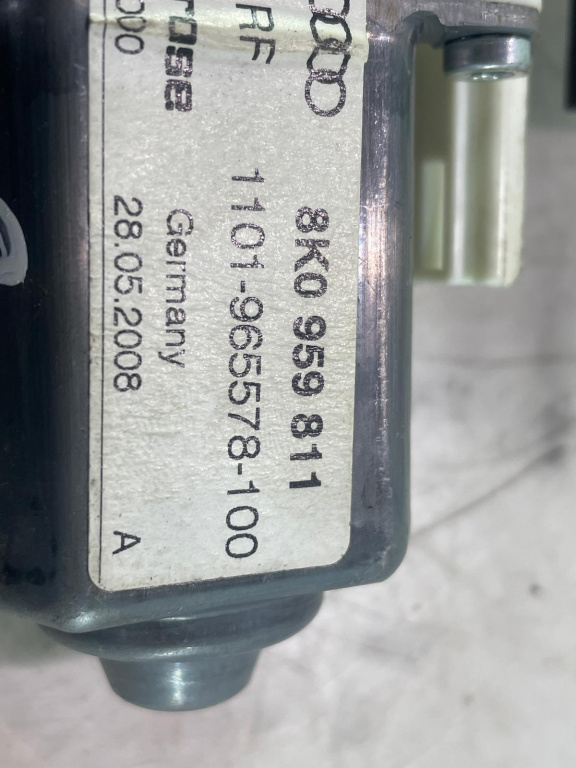 8K0 959 811
RF 1101-965578-100
Germany
000 28.05.2008 A